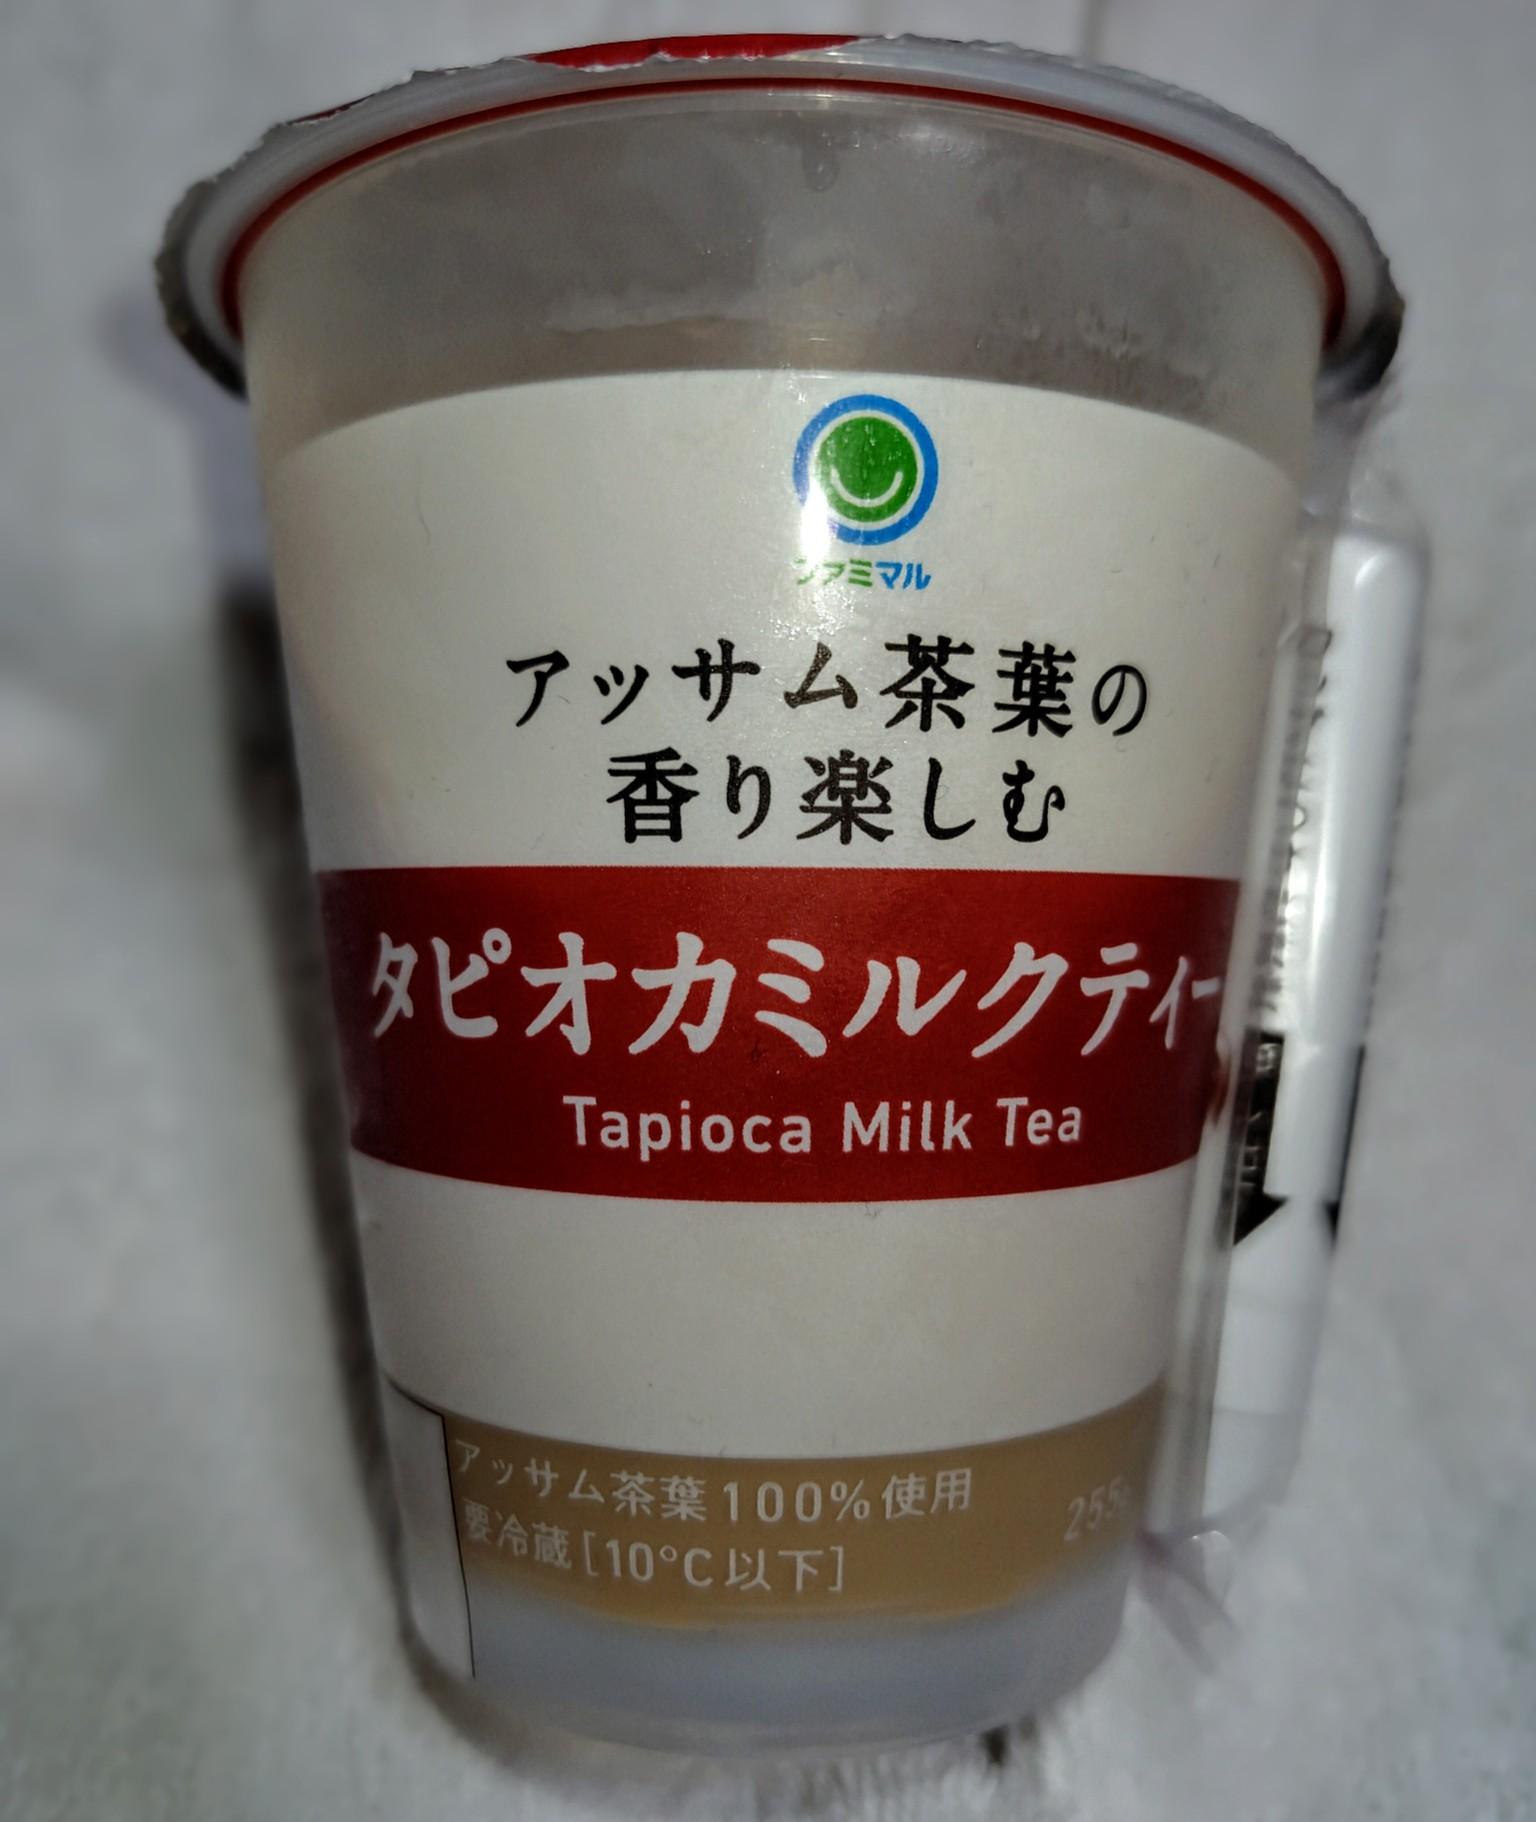 ファミマル
アッサム茶葉の
香り楽しむ
タピオカミルクティー
Tapioca Milk Tea
アッサム茶葉100%使用
要冷蔵[10℃以下]
255g